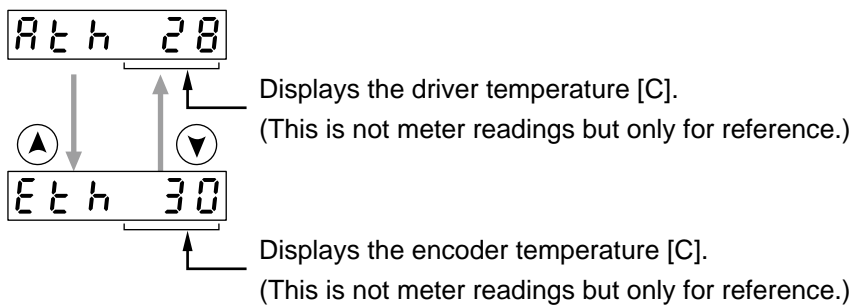 Ath 28
Displays the driver temperature [C].
(This is not meter readings but only for reference.)
Eth 30
Displays the encoder temperature [C].
(This is not meter readings but only for reference.)